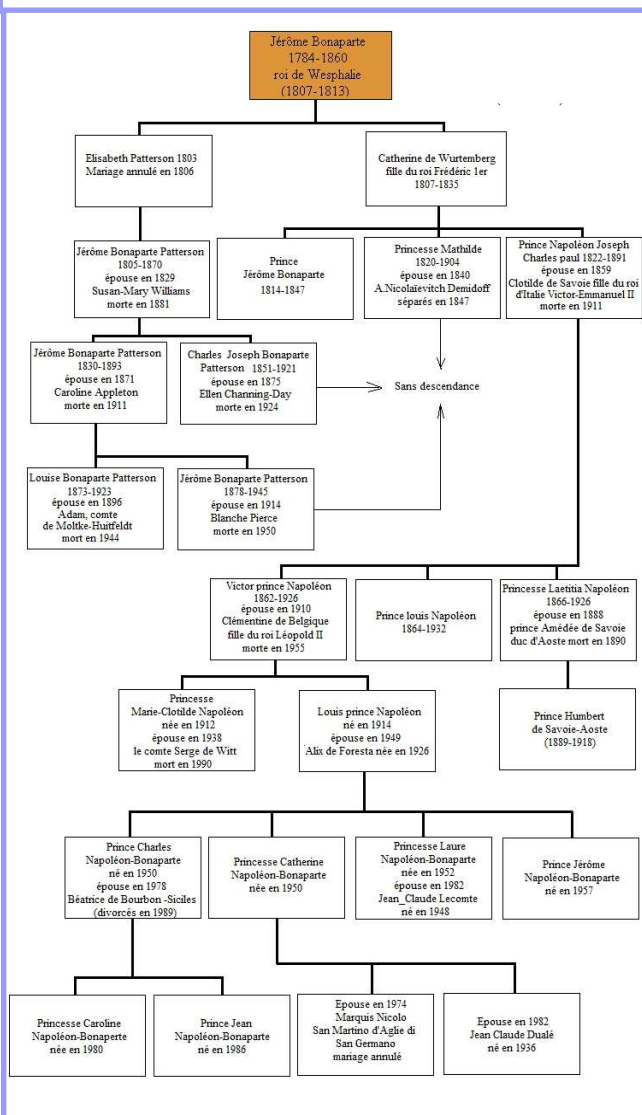 Jérôme Bonaparte
1784-1860
roi de Wesphalie
(1807-1813)
Elisabeth Patterson 1803
Mariage annulé en 1806
Catherine de Wurtemberg
fille du roi Frédéric 1er
1807-1835
Jérôme Bonaparte Patterson
1805-1870
épouse en 1829
Susan-Mary Williams
morte en 1881
Prince
Jérôme Bonaparte
1814-1847
Princesse Mathilde
1820-1904
épouse en 1840
A.Nicolaïevitch Demidoff
séparés en 1847
Prince Napoléon Joseph
Charles paul 1822-1891
épouse en 1859
Clotilde de Savoie fille du roi
d'Italie Victor-Emmanuel II
morte en 1911
Jérôme Bonaparte Patterson
1830-1893
épouse en 1871
Caroline Appleton
morte en 1911
Charles Joseph Bonaparte
Patterson 1851-1921
épouse en 1875
Ellen Channing-Day
morte en 1924
Sans descendance
Louise Bonaparte Patterson
1873-1923
épouse en 1896
Adam, comte
de Moltke-Huitfeldt
mort en 1944
Jérôme Bonaparte Patterson
1878-1945
épouse en 1914
Blanche Pierce
morte en 1950
Victor prince Napoléon
1862-1926
épouse en 1910
Clémentine de Belgique
fille du roi Léopold II
morte en 1955
Prince louis Napoléon
1864-1932
Princesse Laetitia Napoléon
1866-1926
épouse en 1888
prince Amédée de Savoie
duc d'Aoste mort en 1890
Princesse
Marie-Clotilde Napoléon
née en 1912
épouse en 1938
le comte Serge de Witt
mort en 1990
Louis prince Napoléon
né en 1914
épouse en 1949
Alix de Foresta née en 1926
Prince Humbert
de Savoie-Aoste
(1889-1918)
Prince Charles
Napoléon-Bonaparte
né en 1950
épouse en 1978
Béatrice de Bourbon -Siciles
(divorcés en 1989)
Princesse Catherine
Napoléon-Bonaparte
née en 1950
Princesse Laure
Napoléon-Bonaparte
née en 1952
épouse en 1982
Jean_Claude Lecomte
né en 1948
Prince Jérôme
Napoléon-Bonaparte
né en 1957
Princesse Caroline
Napoléon-Bonaperte
née en 1980
Prince Jean
Napoléon-Bonaparte
né en 1986
Epouse en 1974
Marquis Nicolo
San Martino d'Aglie di
San Germano
mariage annulé
Epouse en 1982
Jean Claude Dualé
né en 1936